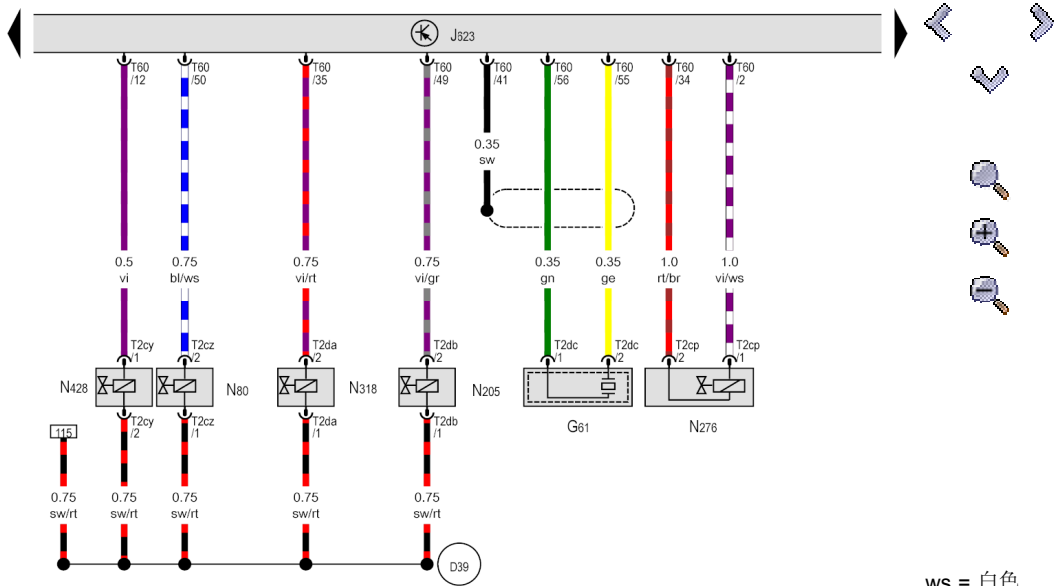 J623
T60 T60 T60 T60 T60 T60 T60 T60 T60
/12 /50 /35 /49 /41 /56 /55 /34 /2
0.35
sw
0.5 0.75 0.75 0.75 0.35 0.35 1.0 1.0
vi bl/ws vi/rt vi/gr gn ge rt/br vi/ws
T2cy T2cz T2da T2db T2dc T2dc T2cp T2cp
/1 /2 /2 /2 /1 /2 /2 /1
N428 N80 N318 N205
G61 N276
T2cy T2cz T2da T2db
/2 /1 /1 /1
115
0.75 0.75 0.75 0.75 0.75
sw/rt sw/rt sw/rt sw/rt sw/rt
D39
ws = 白色